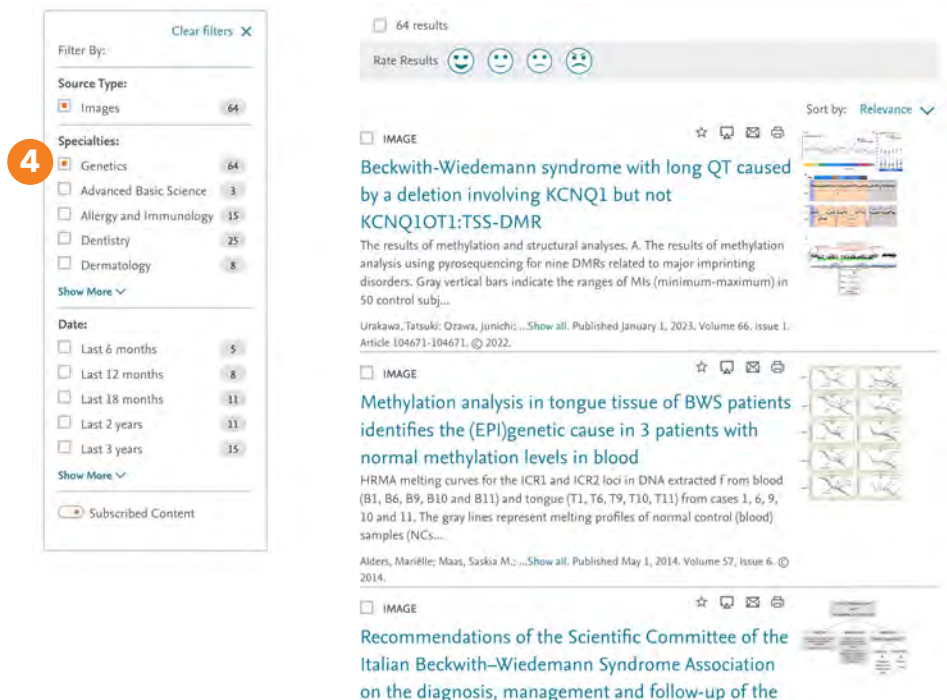 Clear filters X
Filter By:
Source Type:
Images 64
4
Specialties:
Genetics 64
Advanced Basic Science 3
Allergy and Immunology 15
Dentistry 25
Dermatology 8
Show More
Date:
Last 6 months 5
Last 12 months 8
Last 18 months 11
Last 2 years 11
Last 3 years 15
Show More
Subscribed Content
64 results
Rate Results
Sort by: Relevance
IMAGE
Beckwith-Wiedemann syndrome with long QT caused
by a deletion involving KCNQ1 but not
KCNQ1OT1:TSS-DMR
The results of methylation and structural analyses. A. The results of methylation
analysis using pyrosequencing for nine DMRs related to major imprinting
disorders. Gray vertical bars indicate the ranges of MIs (minimum-maximum) in
50 control subj...
Urakawa, Tatsuki; Ozawa, Junichi; ...Show all. Published January 1, 2023. Volume 66, Issue 1.
Article 104671-104671. © 2022.
IMAGE
Methylation analysis in tongue tissue of BWS patients
identifies the (EPI)genetic cause in 3 patients with
normal methylation levels in blood
HRMA melting curves for the ICR1 and ICR2 loci in DNA extracted f rom blood
(B1, B6, B9, B10 and B11) and tongue (T1, T6, T9, T10, T11) from cases 1, 6, 9,
10 and 11. The gray lines represent melting profiles of normal control (blood)
samples (NCs....
Alders, Mariëlle; Maas, Saskia M.; ...Show all. Published May 1, 2014. Volume 57, Issue 6. ©
2014.
IMAGE
Recommendations of the Scientific Committee of the
Italian Beckwith–Wiedemann Syndrome Association
on the diagnosis, management and follow-up of the